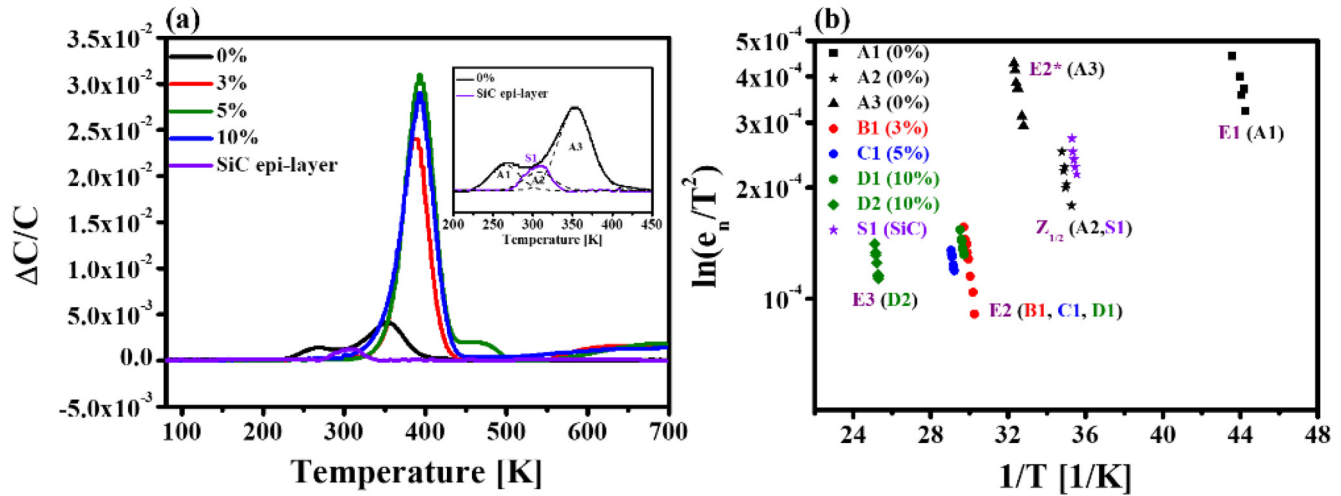 (a)
3.5x10⁻²
3.0x10⁻²
2.5x10⁻²
2.0x10⁻²
1.5x10⁻²
1.0x10⁻²
5.0x10⁻³
0.0
-5.0x10⁻³
ΔC/C
0%
3%
5%
10%
SiC epi-layer
0%
SiC epi-layer
S1
A1
A2
A3
200 250 300 350 400 450
Temperature [K]
100 200 300 400 500 600 700
Temperature [K]
(b)
5x10⁻⁴
4x10⁻⁴
3x10⁻⁴
2x10⁻⁴
10⁻⁴
ln(eₙ/T²)
A1 (0%)
A2 (0%)
A3 (0%)
B1 (3%)
C1 (5%)
D1 (10%)
D2 (10%)
S1 (SiC)
E2* (A3)
E1 (A1)
Z₁/₂ (A2,S1)
E3 (D2)
E2 (B1, C1, D1)
24 28 32 36 40 44 48
1/T [1/K]